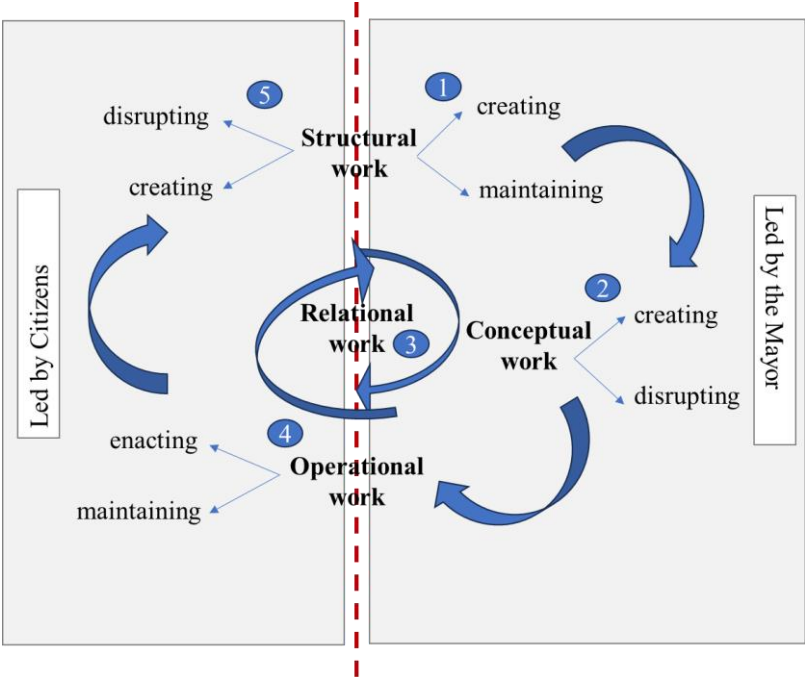 5
1
disrupting
creating
Structural
work
creating
maintaining
Led by Citizens
Led by the Mayor
2
Relational
work
3
Conceptual
work
creating
disrupting
4
enacting
maintaining
Operational
work